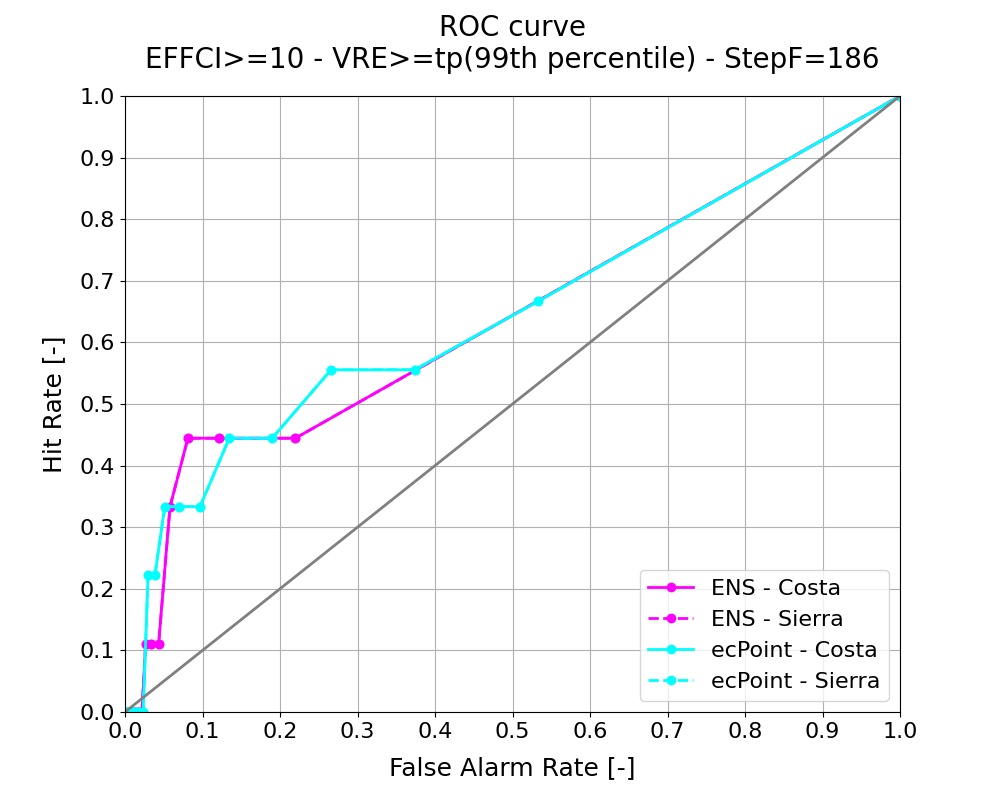 ROC curve
EFFCI>=10 - VRE>=tp(99th percentile) - StepF=186
1.0
0.9
0.8
0.7
0.6
0.5
0.4
0.3
0.2
0.1
0.0
Hit Rate [-]
0.0 0.1 0.2 0.3 0.4 0.5 0.6 0.7 0.8 0.9 1.0
False Alarm Rate [-]
ENS - Costa
ENS - Sierra
ecPoint - Costa
ecPoint - Sierra